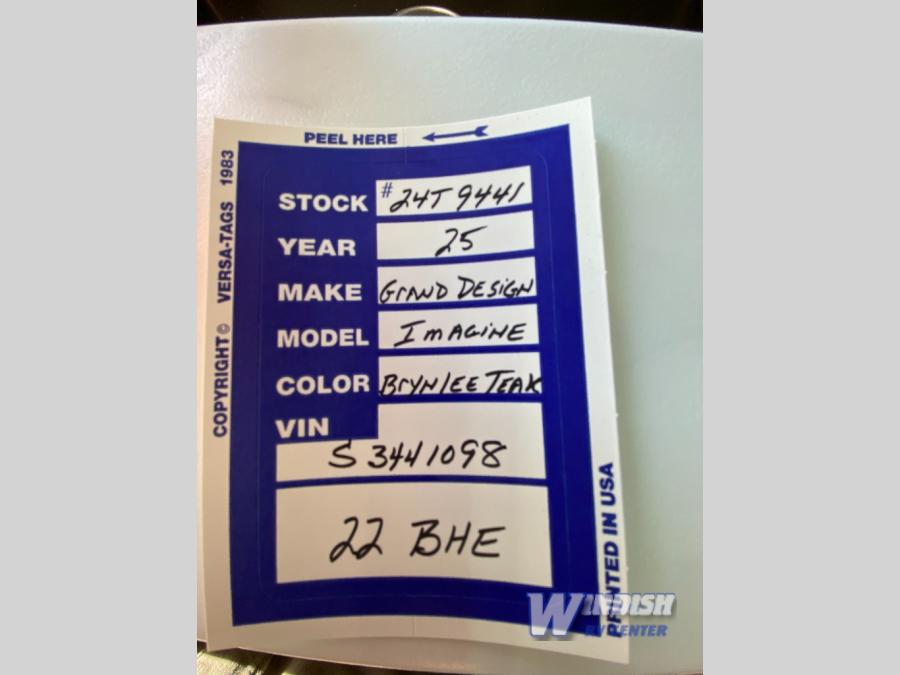 PEEL HERE
COPYRIGHT© VERSA-TAGS 1983
STOCK #24T9441
YEAR 25
MAKE GRAND DESIGN
MODEL IMAGINE
COLOR BrynLee TEAK
VIN
S3441098
22 BHE
PRINTED IN USA
WINDISH
RV CENTER